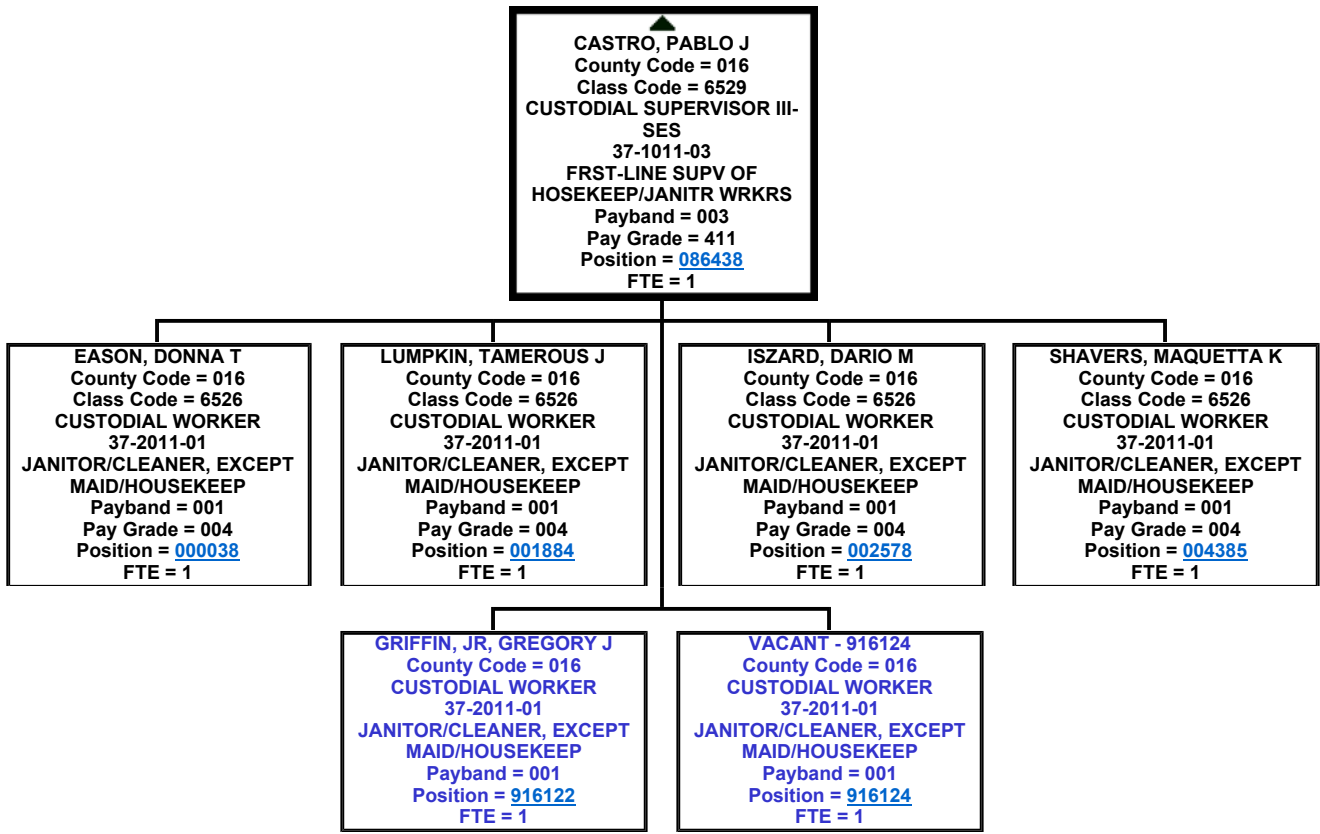 CASTRO, PABLO J
County Code = 016
Class Code = 6529
CUSTODIAL SUPERVISOR III-
SES
37-1011-03
FRST-LINE SUPV OF
HOSEKEEP/JANITR WRKRS
Payband = 003
Pay Grade = 411
Position = 086438
FTE = 1
EASON, DONNA T
County Code = 016
Class Code = 6526
CUSTODIAL WORKER
37-2011-01
JANITOR/CLEANER, EXCEPT
MAID/HOUSEKEEP
Payband = 001
Pay Grade = 004
Position = 000038
FTE = 1
LUMPKIN, TAMEROUS J
County Code = 016
Class Code = 6526
CUSTODIAL WORKER
37-2011-01
JANITOR/CLEANER, EXCEPT
MAID/HOUSEKEEP
Payband = 001
Pay Grade = 004
Position = 001884
FTE = 1
ISZARD, DARIO M
County Code = 016
Class Code = 6526
CUSTODIAL WORKER
37-2011-01
JANITOR/CLEANER, EXCEPT
MAID/HOUSEKEEP
Payband = 001
Pay Grade = 004
Position = 002578
FTE = 1
SHAVERS, MAQUETTA K
County Code = 016
Class Code = 6526
CUSTODIAL WORKER
37-2011-01
JANITOR/CLEANER, EXCEPT
MAID/HOUSEKEEP
Payband = 001
Pay Grade = 004
Position = 004385
FTE = 1
GRIFFIN, JR, GREGORY J
County Code = 016
CUSTODIAL WORKER
37-2011-01
JANITOR/CLEANER, EXCEPT
MAID/HOUSEKEEP
Payband = 001
Position = 916122
FTE = 1
VACANT - 916124
County Code = 016
CUSTODIAL WORKER
37-2011-01
JANITOR/CLEANER, EXCEPT
MAID/HOUSEKEEP
Payband = 001
Position = 916124
FTE = 1